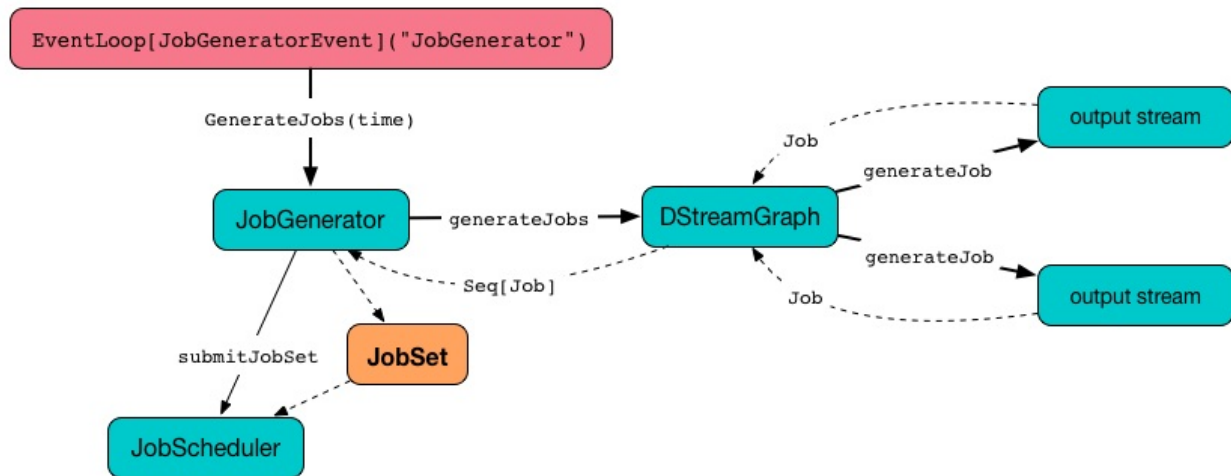 EventLoop[JobGeneratorEvent]("JobGenerator")
GenerateJobs(time)
output stream
Job
generateJob
JobGenerator
generateJobs
DStreamGraph
generateJob
Seq[Job]
Job
output stream
submitJobSet
JobSet
JobScheduler